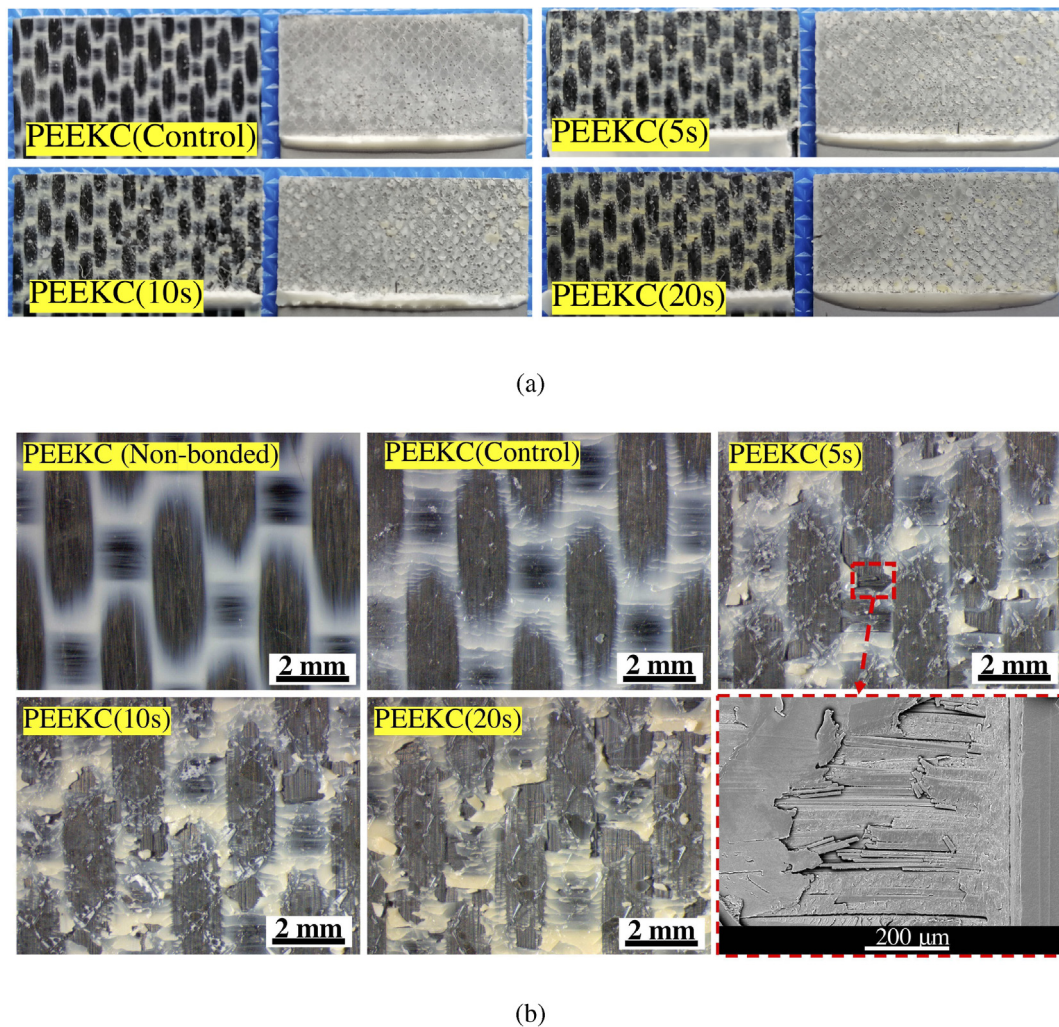 PEEKC(Control)
PEEKC(5s)
PEEKC(10s)
PEEKC(20s)
(a)
PEEKC (Non-bonded)
PEEKC(Control)
PEEKC(5s)
2 mm
2 mm
2 mm
PEEKC(10s)
PEEKC(20s)
2 mm
2 mm
200 μm
(b)